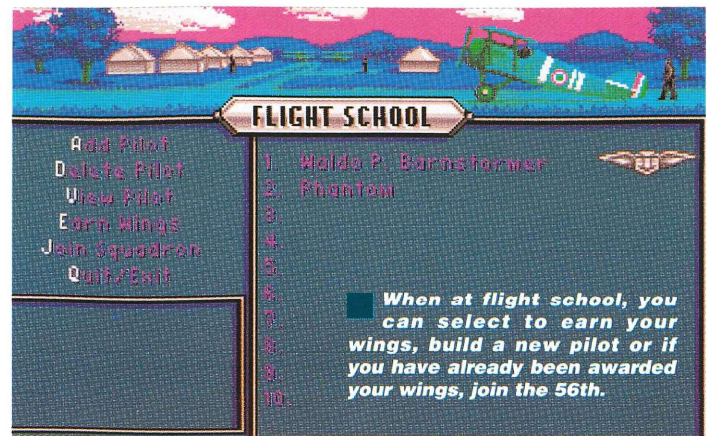 FLIGHT SCHOOL
Add Pilot
Delete Pilot
View Pilot
Earn Wings
Join Squadron
Quit/Exit
1. Waldo P. Barnstormer
2. Phantom
3.
4.
5.
6.
7.
8.
9.
10.
When at flight school, you
can select to earn your
wings, build a new pilot or if
you have already been awarded
your wings, join the 56th.